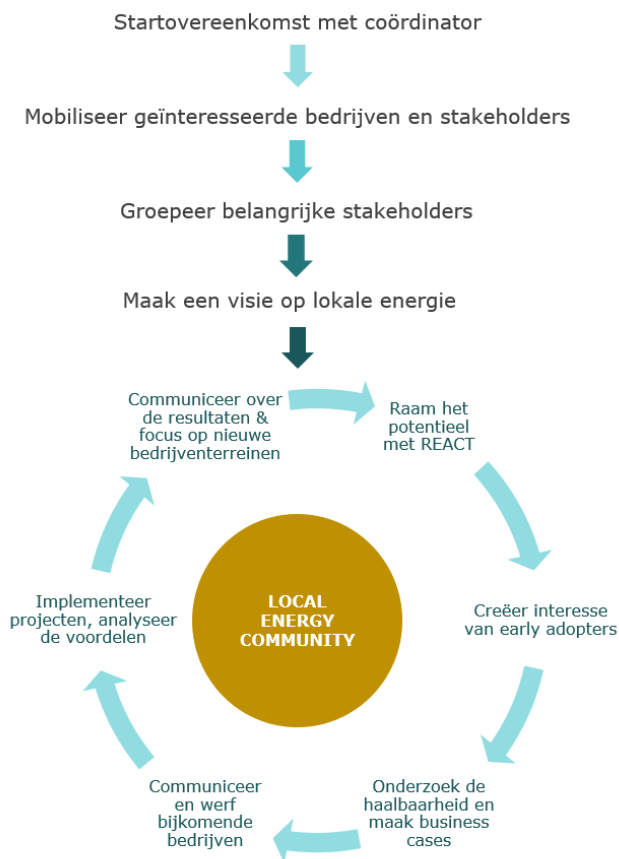 Startovereenkomst met coördinator
Mobiliseer geïnteresseerde bedrijven en stakeholders
Groepeer belangrijke stakeholders
Maak een visie op lokale energie
Communiceer over
de resultaten &
focus op nieuwe
bedrijventerreinen
Raam het
potentieel
met REACT
Creëer interesse
van early adopters
Onderzoek de
haalbaarheid en
maak business
cases
Communiceer
en werf
bijkomende
bedrijven
Implementeer
projecten, analyseer
de voordelen
LOCAL
ENERGY
COMMUNITY